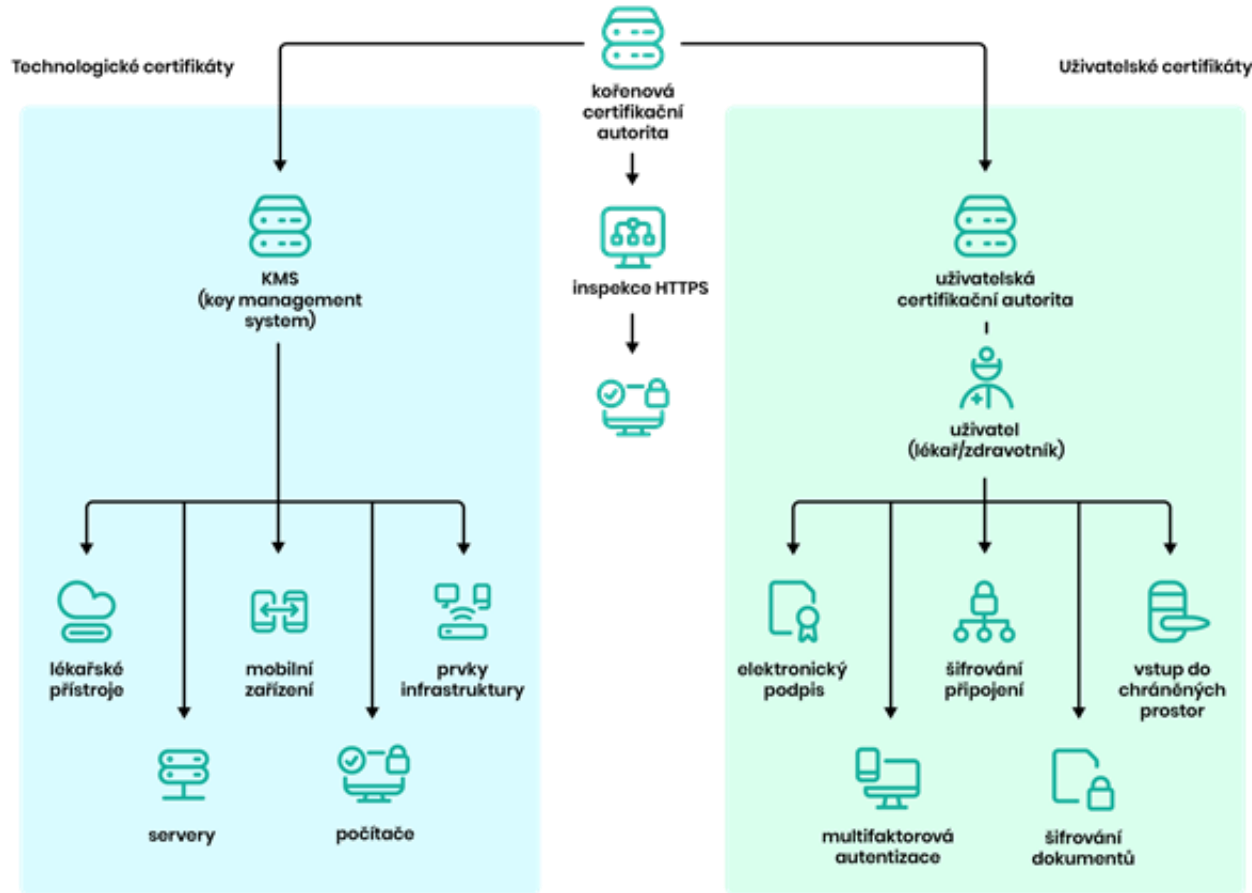 Technologické certifikáty
Uživatelské certifikáty
kořenová
certifikační
autorita
KMS
(key management
system)
inspekce HTTPS
uživatelská
certifikační autorita
uživatel
(lékař/zdravotník)
lékařské
přístroje
mobilní
zařízení
prvky
infrastruktury
servery
počítače
elektronický
podpis
šifrování
připojení
vstup do
chráněných
prostor
multifaktorová
autentizace
šifrování
dokumentů